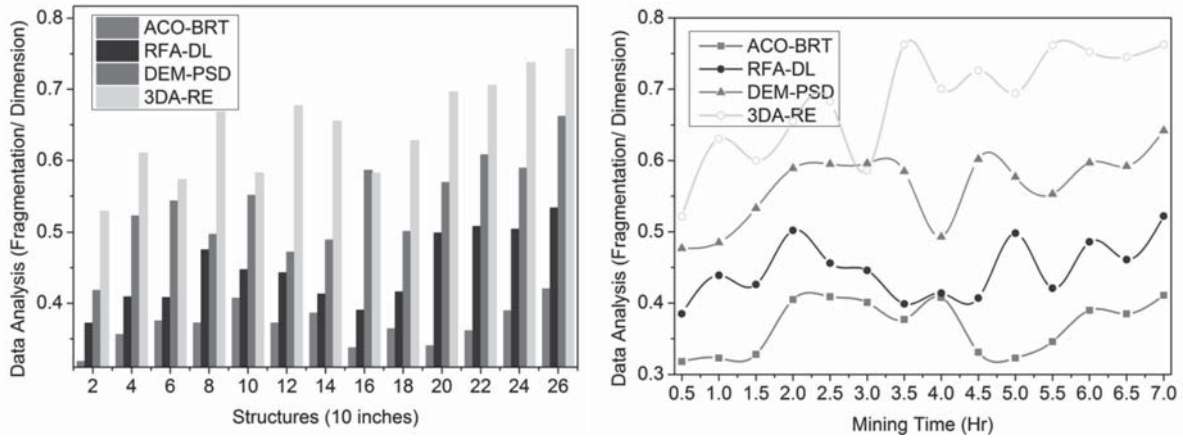 Data Analysis (Fragmentation/ Dimension)
0.8
0.7
0.6
0.5
0.4
ACO-BRT
RFA-DL
DEM-PSD
3DA-RE
2 4 6 8 10 12 14 16 18 20 22 24 26
Structures (10 inches)
Data Analysis (Fragmentation/ Dimension)
0.8
0.7
0.6
0.5
0.4
0.3
ACO-BRT
RFA-DL
DEM-PSD
3DA-RE
0.5 1.0 1.5 2.0 2.5 3.0 3.5 4.0 4.5 5.0 5.5 6.0 6.5 7.0
Mining Time (Hr)